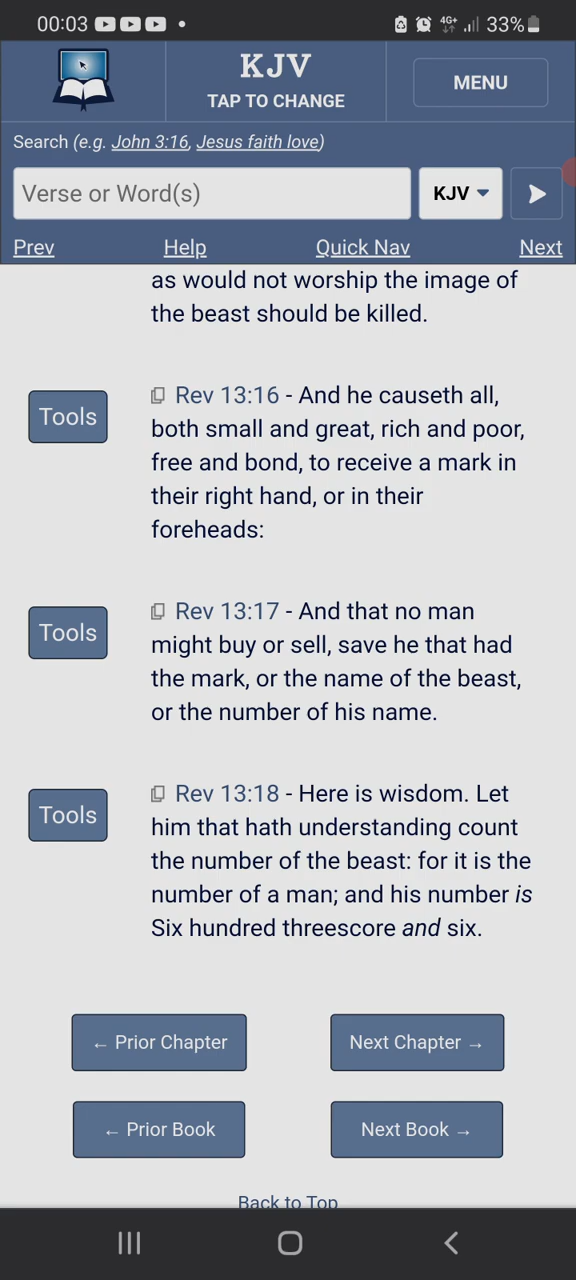 00:03 4G+ 33%
KJV
TAP TO CHANGE
MENU
Search (e.g. John 3:16, Jesus faith love)
Verse or Word(s)
KJV
Prev Help Quick Nav Next
as would not worship the image of
the beast should be killed.
Tools
Rev 13:16 - And he causeth all,
both small and great, rich and poor,
free and bond, to receive a mark in
their right hand, or in their
foreheads:
Tools
Rev 13:17 - And that no man
might buy or sell, save he that had
the mark, or the name of the beast,
or the number of his name.
Tools
Rev 13:18 - Here is wisdom. Let
him that hath understanding count
the number of the beast: for it is the
number of a man; and his number is
Six hundred threescore and six.
← Prior Chapter Next Chapter →
← Prior Book Next Book →
Back to Top